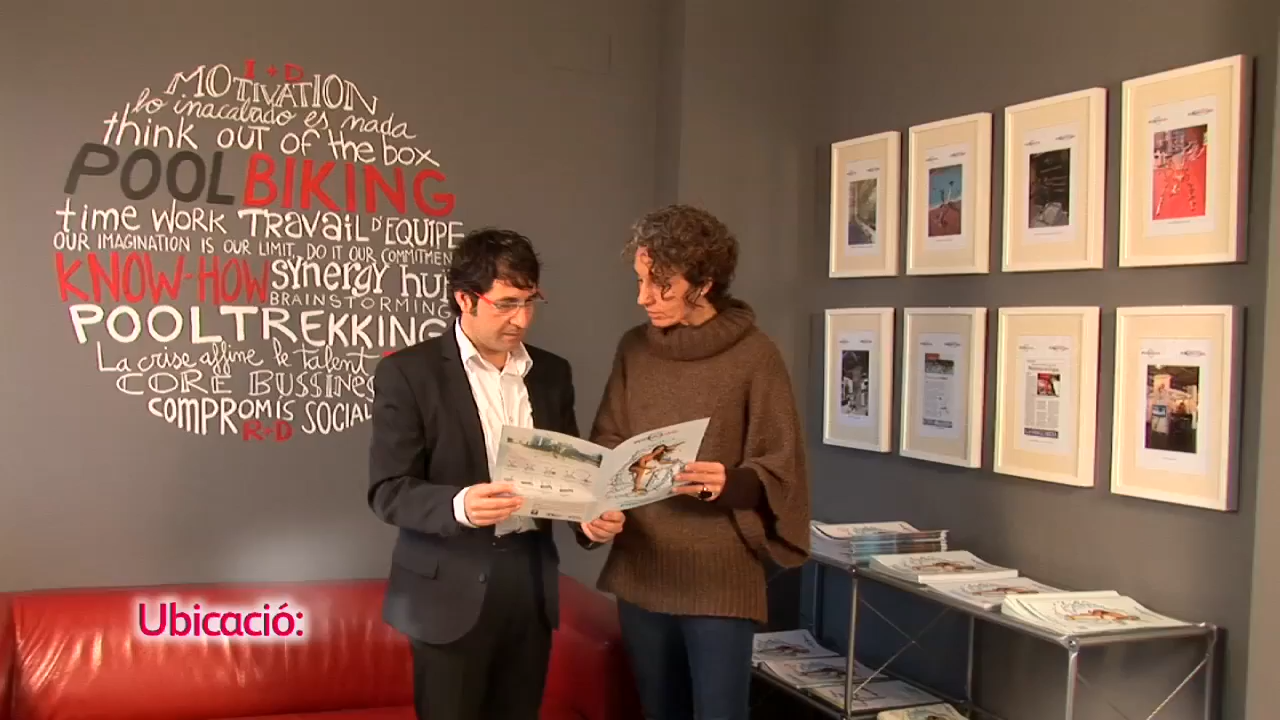 I + D
MOTIVATION
lo inacabado es nada
think out of the box
POOLBIKING
time WORK TRAVAIL D'EQUIPE
OUR IMAGINATION IS OUR LIMIT, DO IT OUR COMMITMEN
KNOW-HOW synergy hu
BRAINSTORMING
POOLTREKKING
La crise affine le talent
CORE BUSSINES
COMPROMIS SOCIAL
R+D
Ubicació: